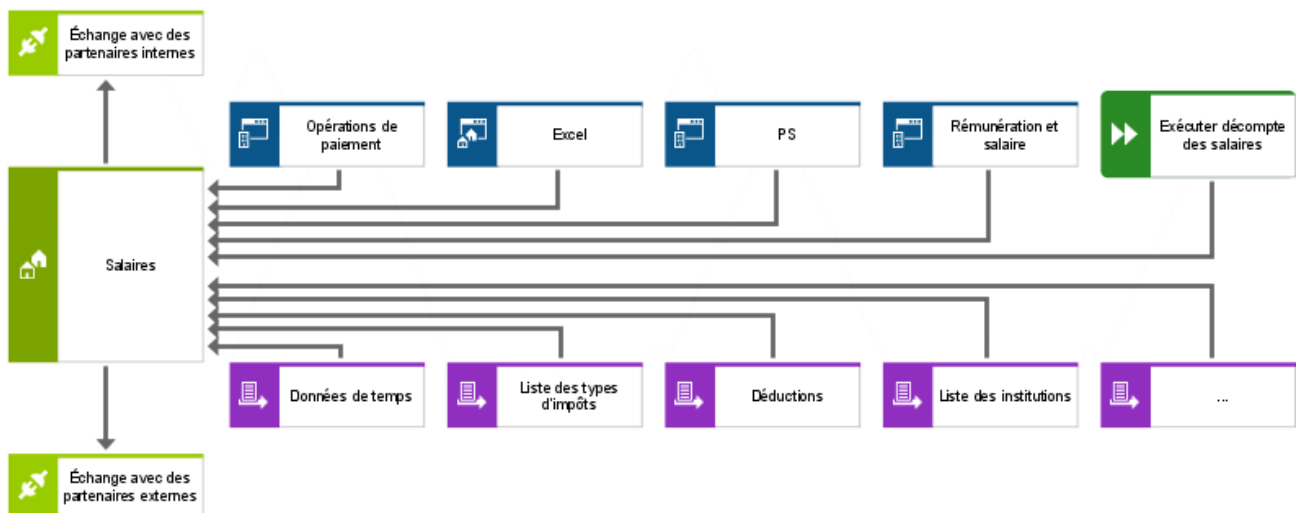 Échange avec des
partenaires internes
Opérations de
paiement
Excel
PS
Rémunération et
salaire
Exécuter décompte
des salaires
Salaires
Données de temps
Liste des types
d'impôts
Déductions
Liste des institutions
...
Échange avec des
partenaires externes